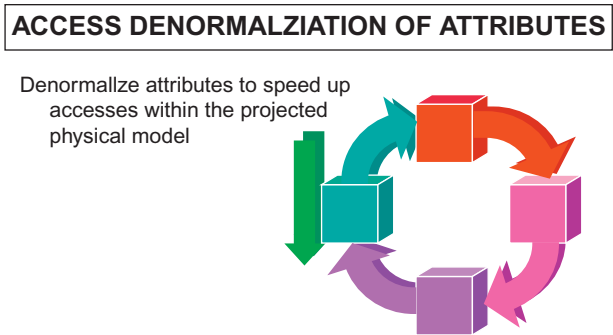 ACCESS DENORMALZIATION OF ATTRIBUTES
Denormallze attributes to speed up
accesses within the projected
physical model